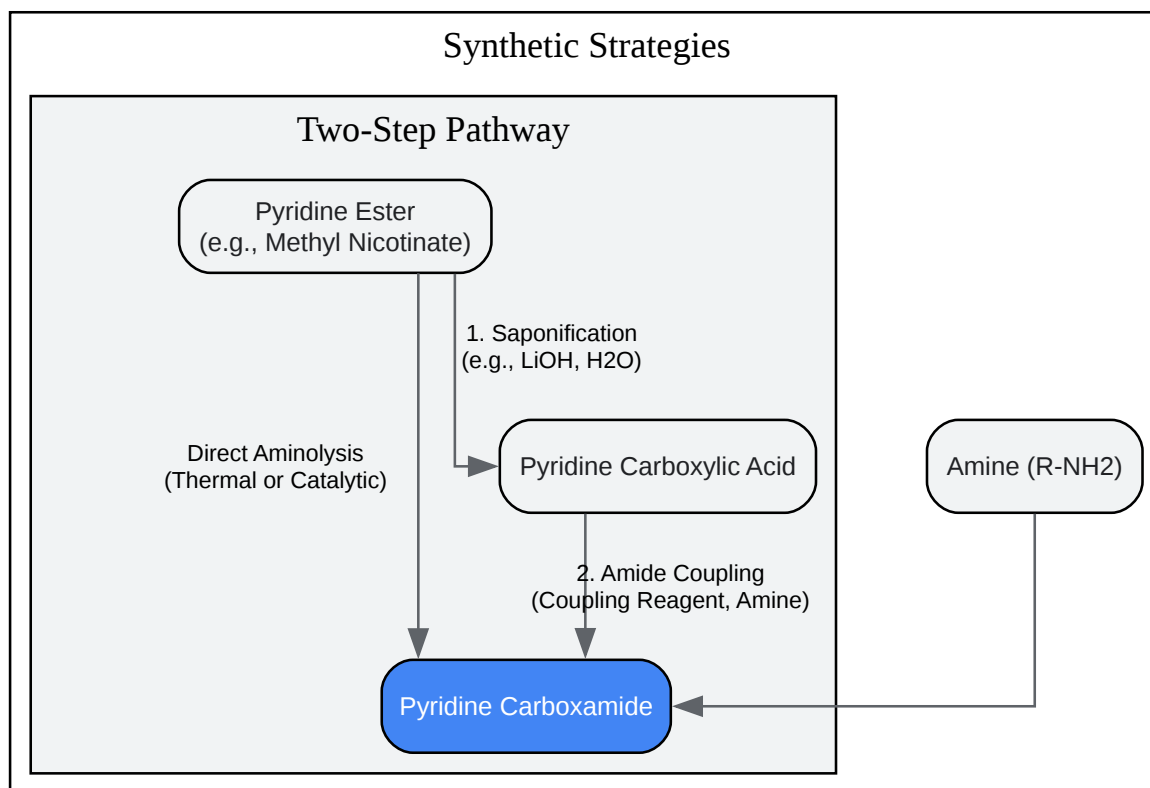 Synthetic Strategies
Two-Step Pathway
Pyridine Ester
(e.g., Methyl Nicotinate)
1. Saponification
(e.g., LiOH, H2O)
Direct Aminolysis
(Thermal or Catalytic)
Pyridine Carboxylic Acid
Amine (R-NH2)
2. Amide Coupling
(Coupling Reagent, Amine)
Pyridine Carboxamide